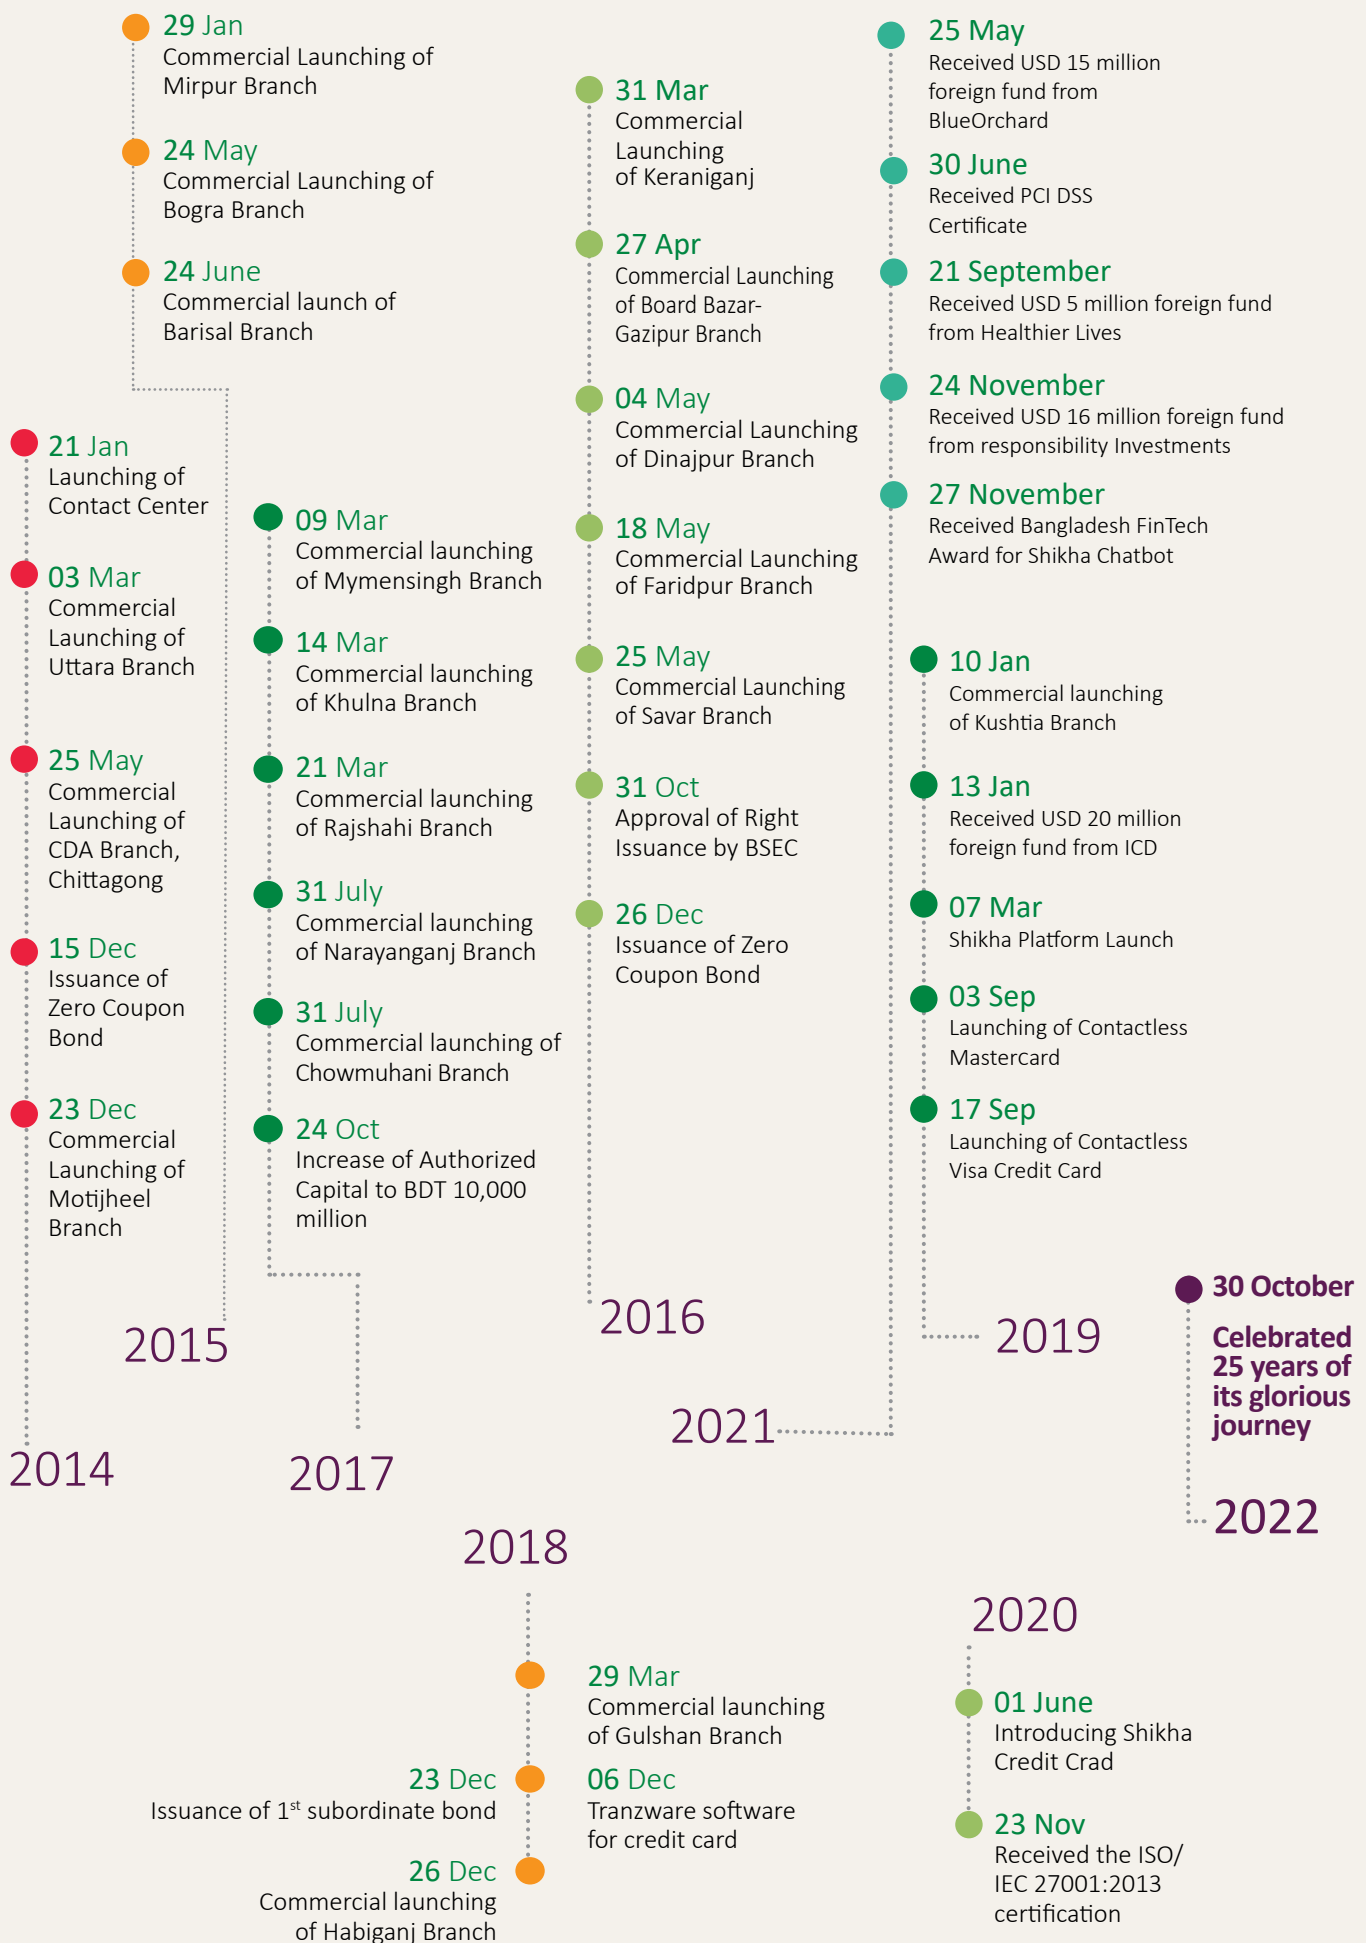 21 Jan
Launching of
Contact Center
03 Mar
Commercial
Launching of
Uttara Branch
25 May
Commercial
Launching of
CDA Branch,
Chittagong
15 Dec
Issuance of
Zero Coupon
Bond
23 Dec
Commercial
Launching of
Motijheel
Branch
2014
29 Jan
Commercial Launching of
Mirpur Branch
24 May
Commercial Launching of
Bogra Branch
24 June
Commercial launch of
Barisal Branch
2015
09 Mar
Commercial launching
of Mymensingh Branch
14 Mar
Commercial launching
of Khulna Branch
21 Mar
Commercial launching
of Rajshahi Branch
31 July
Commercial launching
of Narayanganj Branch
31 July
Commercial launching of
Chowmuhani Branch
24 Oct
Increase of Authorized
Capital to BDT 10,000
million
2017
31 Mar
Commercial
Launching
of Keraniganj
27 Apr
Commercial Launching
of Board Bazar-
Gazipur Branch
04 May
Commercial Launching
of Dinajpur Branch
18 May
Commercial Launching
of Faridpur Branch
25 May
Commercial Launching
of Savar Branch
31 Oct
Approval of Right
Issuance by BSEC
26 Dec
Issuance of Zero
Coupon Bond
2016
25 May
Received USD 15 million
foreign fund from
BlueOrchard
30 June
Received PCI DSS
Certificate
21 September
Received USD 5 million foreign fund
from Healthier Lives
24 November
Received USD 16 million foreign fund
from responsibility Investments
27 November
Received Bangladesh FinTech
Award for Shikha Chatbot
2021
10 Jan
Commercial launching
of Kushtia Branch
13 Jan
Received USD 20 million
foreign fund from ICD
07 Mar
Shikha Platform Launch
03 Sep
Launching of Contactless
Mastercard
17 Sep
Launching of Contactless
Visa Credit Card
2019
30 October
Celebrated
25 years of
its glorious
journey
2022
2018
29 Mar
Commercial launching
of Gulshan Branch
23 Dec
Issuance of 1st subordinate bond
06 Dec
Tranzware software
for credit card
26 Dec
Commercial launching
of Habiganj Branch
2020
01 June
Introducing Shikha
Credit Crad
23 Nov
Received the ISO/
IEC 27001:2013
certification